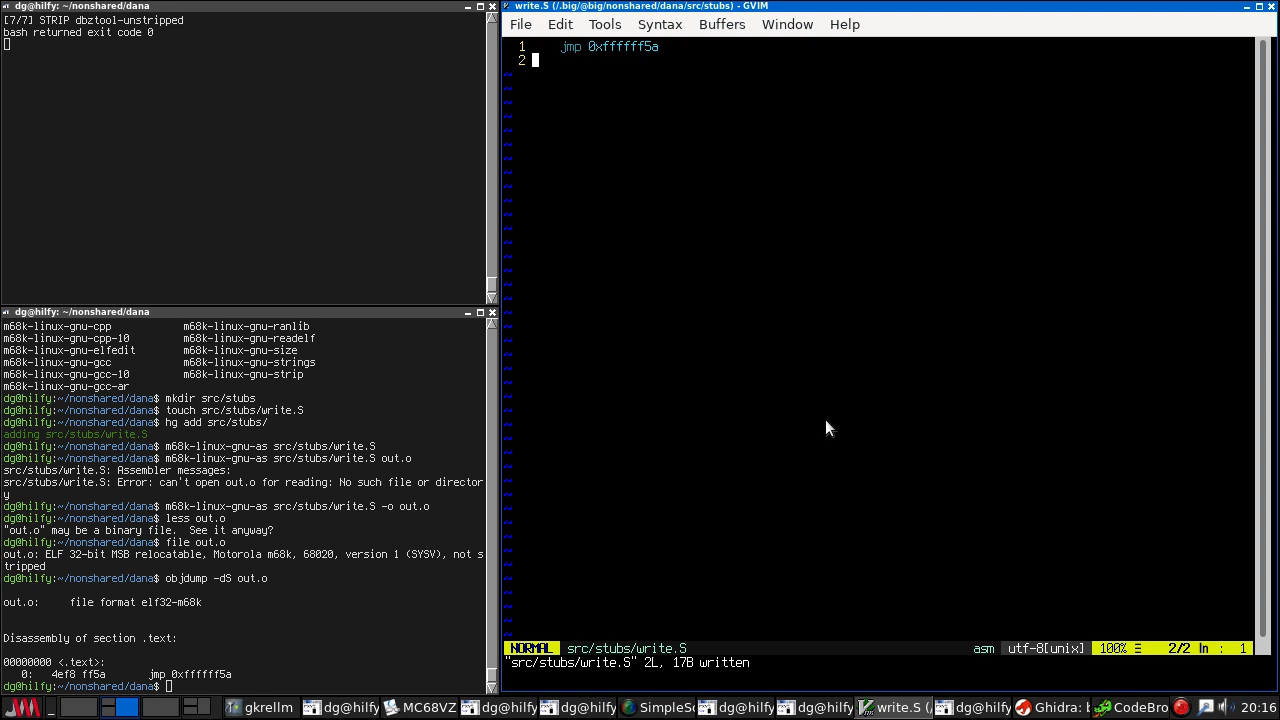 dg@hilfy: ~/nonshared/dana
[7/7] STRIP dbtool-unstripped
bash returned exit code 0
dg@hilfy: ~/nonshared/dana
m68k-linux-gnu-cpp m68k-linux-gnu-ranlib
m68k-linux-gnu-cpp-10 m68k-linux-gnu-readelf
m68k-linux-gnu-elfedit m68k-linux-gnu-size
m68k-linux-gnu-gcc m68k-linux-gnu-strings
m68k-linux-gnu-gcc-10 m68k-linux-gnu-strip
m68k-linux-gnu-gcc-ar
dg@hilfy:~/nonshared/dana$ mkdir src/stubs
dg@hilfy:~/nonshared/dana$ touch src/stubs/write.S
dg@hilfy:~/nonshared/dana$ hg add src/stubs/
adding src/stubs/write.S
dg@hilfy:~/nonshared/dana$ m68k-linux-gnu-as src/stubs/write.S
dg@hilfy:~/nonshared/dana$ m68k-linux-gnu-as src/stubs/write.S out.o
src/stubs/write.S: Assembler messages:
src/stubs/write.S: Error: can't open out.o for reading: No such file or director
y
dg@hilfy:~/nonshared/dana$ m68k-linux-gnu-as src/stubs/write.S -o out.o
dg@hilfy:~/nonshared/dana$ less out.o
"out.o" may be a binary file.  See it anyway?
dg@hilfy:~/nonshared/dana$ file out.o
out.o: ELF 32-bit MSB relocatable, Motorola m68k, 68020, version 1 (SYSV), not s
tripped
dg@hilfy:~/nonshared/dana$ objdump -dS out.o
out.o:     file format elf32-m68k
Disassembly of section .text:
00000000 <.text>:
0: 4ef8 ff5a jmp 0xffffff5a
dg@hilfy:~/nonshared/dana$
write.S (/.big/@big/nonshared/dana/src/stubs) - GVIM
File Edit Tools Syntax Buffers Window Help
1 jmp 0xffffff5a
2
NORMAL src/stubs/write.S asm utf-8[unix] 100% ☰ 2/2 ln : 1
"src/stubs/write.S" 2L, 17B written
gkrellm dg@hilfy MC68VZ dg@hilfy dg@hilfy SimpleSc dg@hilfy dg@hilfy write.S ( dg@hilfy Ghidra: b CodeBro 20:16